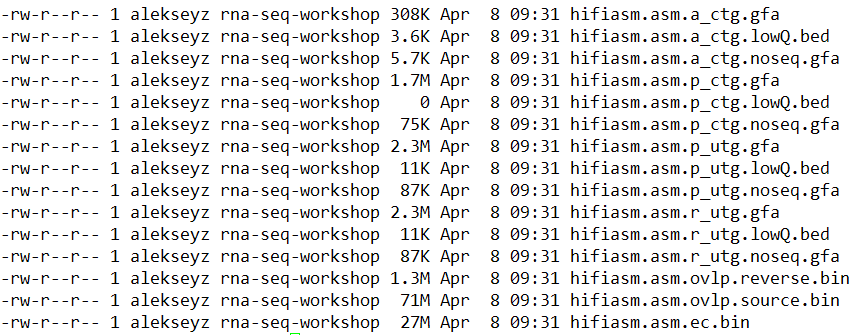 -rw-r--r-- 1 alekseyz rna-seq-workshop 308K Apr  8 09:31 hifiasm.asm.a_ctg.gfa
-rw-r--r-- 1 alekseyz rna-seq-workshop 3.6K Apr  8 09:31 hifiasm.asm.a_ctg.lowQ.bed
-rw-r--r-- 1 alekseyz rna-seq-workshop 5.7K Apr  8 09:31 hifiasm.asm.a_ctg.noseq.gfa
-rw-r--r-- 1 alekseyz rna-seq-workshop 1.7M Apr  8 09:31 hifiasm.asm.p_ctg.gfa
-rw-r--r-- 1 alekseyz rna-seq-workshop    0 Apr  8 09:31 hifiasm.asm.p_ctg.lowQ.bed
-rw-r--r-- 1 alekseyz rna-seq-workshop  75K Apr  8 09:31 hifiasm.asm.p_ctg.noseq.gfa
-rw-r--r-- 1 alekseyz rna-seq-workshop 2.3M Apr  8 09:31 hifiasm.asm.p_utg.gfa
-rw-r--r-- 1 alekseyz rna-seq-workshop  11K Apr  8 09:31 hifiasm.asm.p_utg.lowQ.bed
-rw-r--r-- 1 alekseyz rna-seq-workshop  87K Apr  8 09:31 hifiasm.asm.p_utg.noseq.gfa
-rw-r--r-- 1 alekseyz rna-seq-workshop 2.3M Apr  8 09:31 hifiasm.asm.r_utg.gfa
-rw-r--r-- 1 alekseyz rna-seq-workshop  11K Apr  8 09:31 hifiasm.asm.r_utg.lowQ.bed
-rw-r--r-- 1 alekseyz rna-seq-workshop  87K Apr  8 09:31 hifiasm.asm.r_utg.noseq.gfa
-rw-r--r-- 1 alekseyz rna-seq-workshop 1.3M Apr  8 09:31 hifiasm.asm.ovlp.reverse.bin
-rw-r--r-- 1 alekseyz rna-seq-workshop  71M Apr  8 09:31 hifiasm.asm.ovlp.source.bin
-rw-r--r-- 1 alekseyz rna-seq-workshop  27M Apr  8 09:31 hifiasm.asm.ec.bin